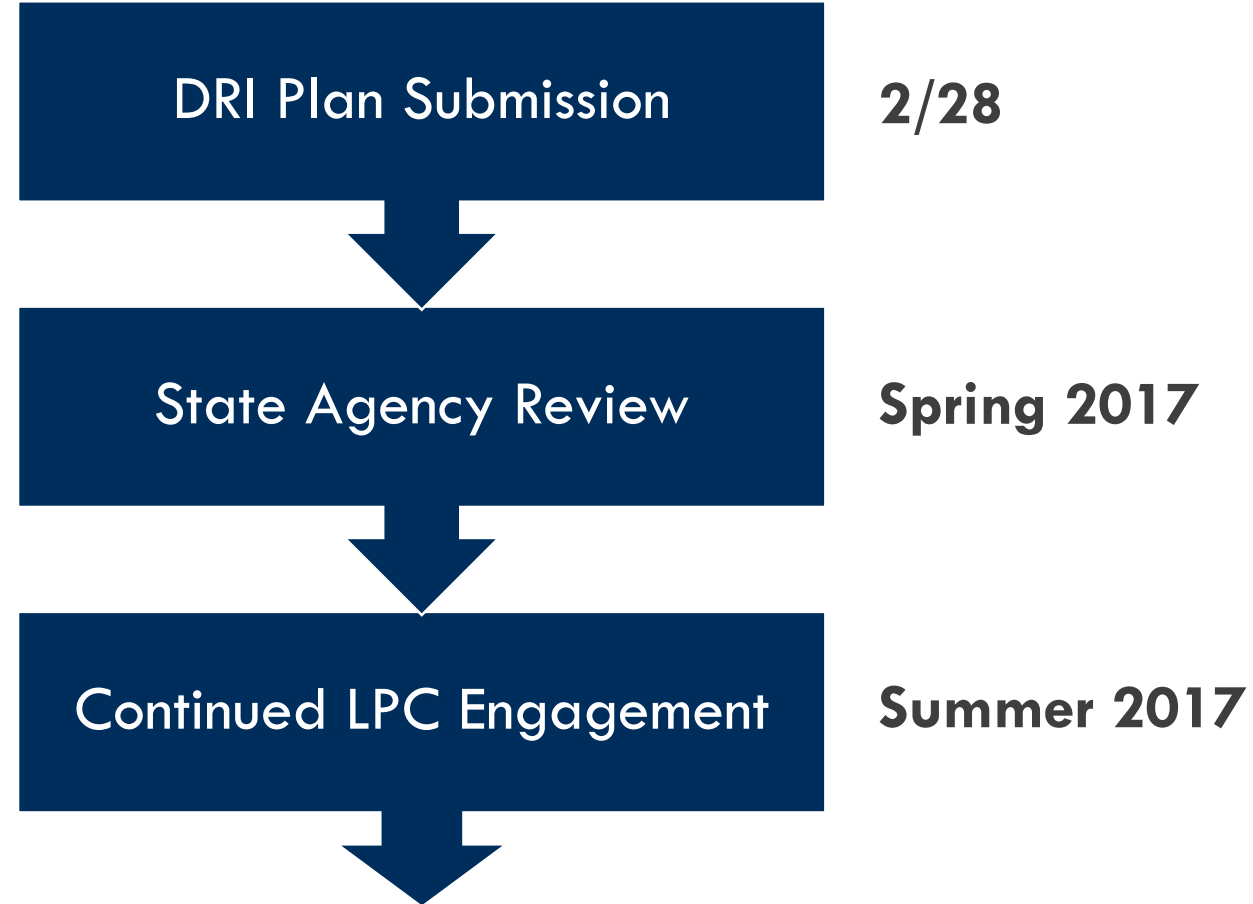 DRI Plan Submission
2/28
State Agency Review
Spring 2017
Continued LPC Engagement
Summer 2017